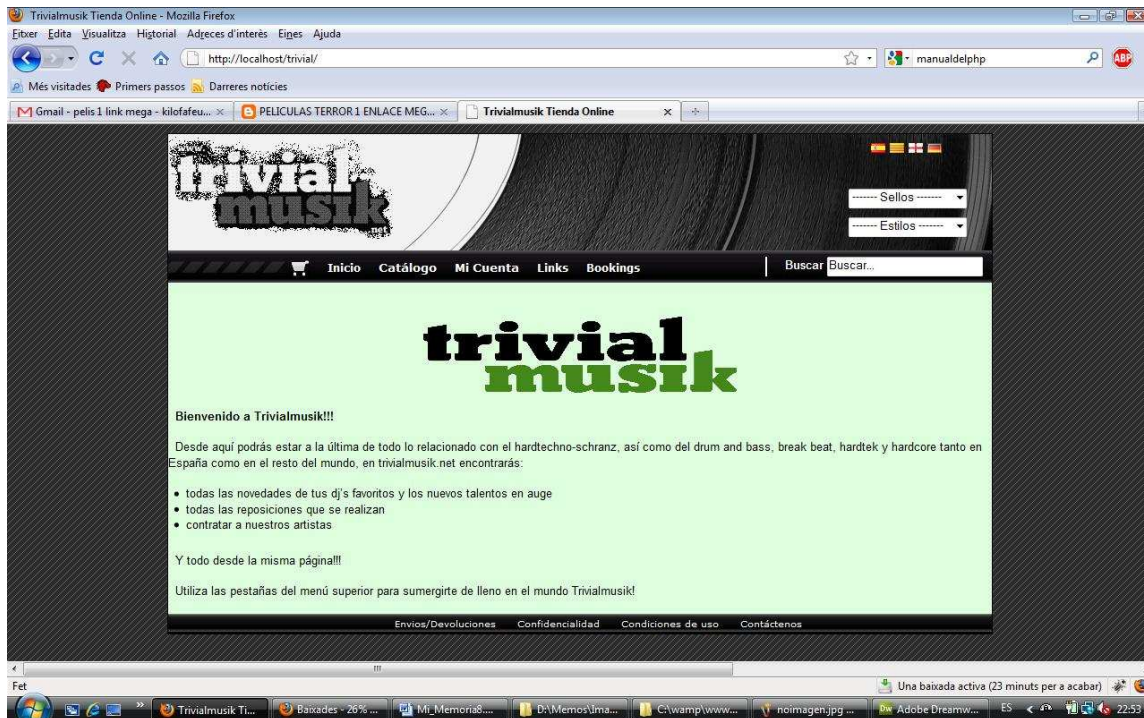 Trivialmusik Tienda Online - Mozilla Firefox
Fitxer Edita Visualitza Historial Adreces d'interès Eines Ajuda
http://localhost/trivial/
manualdelphp
ABP
Més visitades Primers passos Darreres notícies
Gmail - pelis 1 link mega - kilofafeu...
PELICULAS TERROR 1 ENLACE MEG...
Trivialmusik Tienda Online
trivial
musik
.net
------ Sellos ------
------ Estilos ------
Inicio Catálogo Mi Cuenta Links Bookings Buscar Buscar...
trivial
musik
Bienvenido a Trivialmusik!!!
Desde aquí podrás estar a la última de todo lo relacionado con el hardtechno-schranz, así como del drum and bass, break beat, hardtek y hardcore tanto en
España como en el resto del mundo, en trivialmusik.net encontrarás:
todas las novedades de tus dj's favoritos y los nuevos talentos en auge
todas las reposiciones que se realizan
contratar a nuestros artistas
Y todo desde la misma página!!!
Utiliza las pestañas del menú superior para sumergirte de lleno en el mundo Trivialmusik!
Envios/Devoluciones Confidencialidad Condiciones de uso Contáctenos
Fet
Una baixada activa (23 minuts per a acabar)
Trivialmusik Ti... Baixades - 26% ... Mi_Memoria8.... D:\Memos\Ima... C:\wamp\www... noimagen.jpg ... Adobe Dreamw... ES 22:53